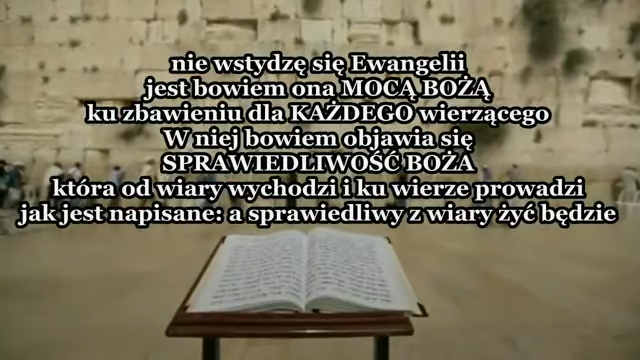 nie wstydzę się Ewangelii
jest bowiem ona MOCĄ BOŻĄ
ku zbawieniu dla KAŻDEGO wierzącego
W niej bowiem objawia się
SPRAWIEDLIWOŚĆ BOŻA
która od wiary wychodzi i ku wierze prowadzi
jak jest napisane: a sprawiedliwy z wiary żyć będzie